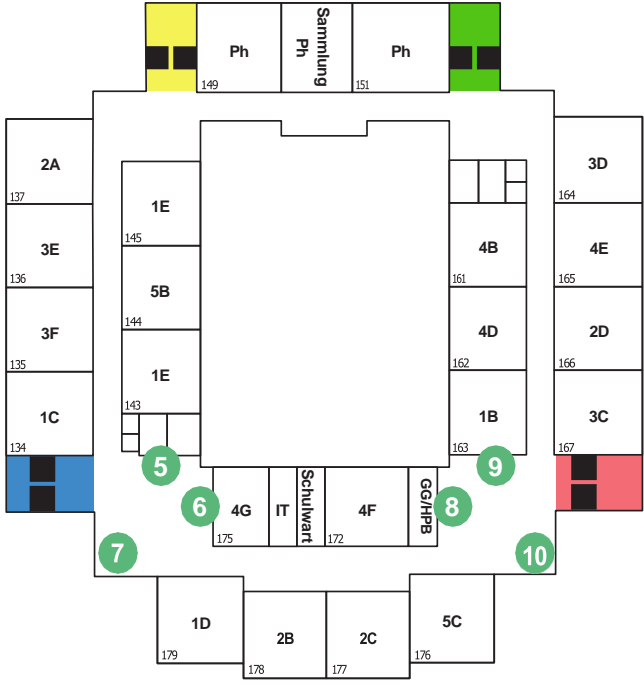 Ph
149
Sammlung
Ph
Ph
151
2A
137
3E
136
3F
135
1C
134
1E
145
5B
144
1E
143
4B
161
4D
162
1B
163
3D
164
4E
165
2D
166
3C
167
5
6
4G
175
IT
Schulwart
4F
172
GG/HPB
8
9
7
10
1D
179
2B
178
2C
177
5C
176